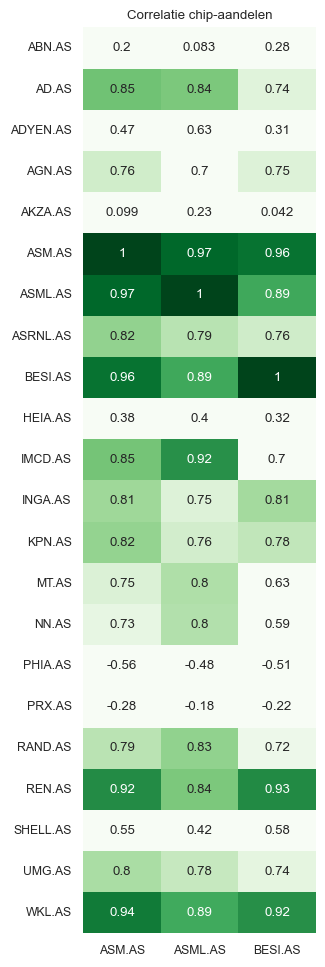 Correlatie chip-aandelen
ABN.AS 0.2 0.083 0.28
AD.AS 0.85 0.84 0.74
ADYEN.AS 0.47 0.63 0.31
AGN.AS 0.76 0.7 0.75
AKZA.AS 0.099 0.23 0.042
ASM.AS 1 0.97 0.96
ASML.AS 0.97 1 0.89
ASRNL.AS 0.82 0.79 0.76
BESI.AS 0.96 0.89 1
HEIA.AS 0.38 0.4 0.32
IMCD.AS 0.85 0.92 0.7
INGA.AS 0.81 0.75 0.81
KPN.AS 0.82 0.76 0.78
MT.AS 0.75 0.8 0.63
NN.AS 0.73 0.8 0.59
PHIA.AS -0.56 -0.48 -0.51
PRX.AS -0.28 -0.18 -0.22
RAND.AS 0.79 0.83 0.72
REN.AS 0.92 0.84 0.93
SHELL.AS 0.55 0.42 0.58
UMG.AS 0.8 0.78 0.74
WKL.AS 0.94 0.89 0.92
ASM.AS ASML.AS BESI.AS